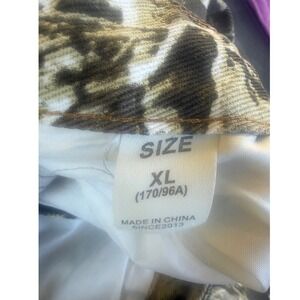 SIZE
XL
(170/96A)
MADE IN CHINA
SINCE2013